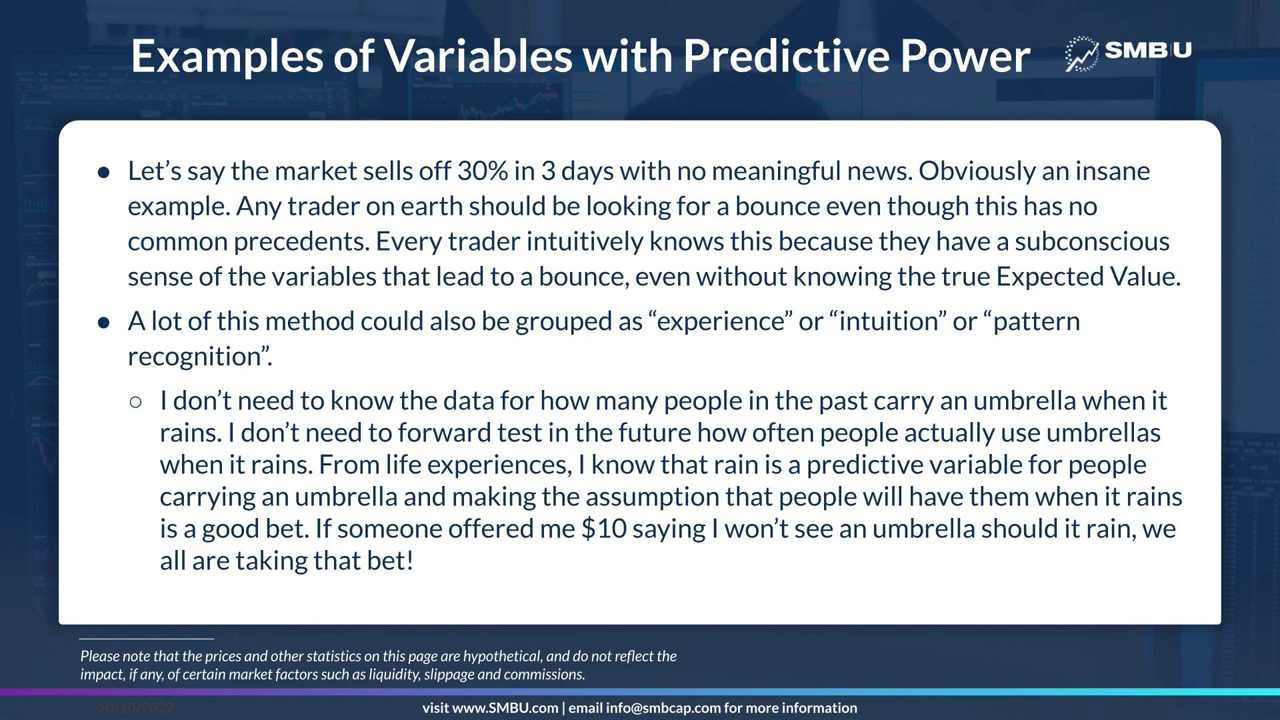 Examples of Variables with Predictive Power
SMB U
● Let’s say the market sells off 30% in 3 days with no meaningful news. Obviously an insane
example. Any trader on earth should be looking for a bounce even though this has no
common precedents. Every trader intuitively knows this because they have a subconscious
sense of the variables that lead to a bounce, even without knowing the true Expected Value.
● A lot of this method could also be grouped as “experience” or “intuition” or “pattern
recognition”.
○ I don’t need to know the data for how many people in the past carry an umbrella when it
rains. I don’t need to forward test in the future how often people actually use umbrellas
when it rains. From life experiences, I know that rain is a predictive variable for people
carrying an umbrella and making the assumption that people will have them when it rains
is a good bet. If someone offered me $10 saying I won’t see an umbrella should it rain, we
all are taking that bet!
Please note that the prices and other statistics on this page are hypothetical, and do not reflect the
impact, if any, of certain market factors such as liquidity, slippage and commissions.
10/10/2022
visit www.SMBU.com | email info@smbcap.com for more information